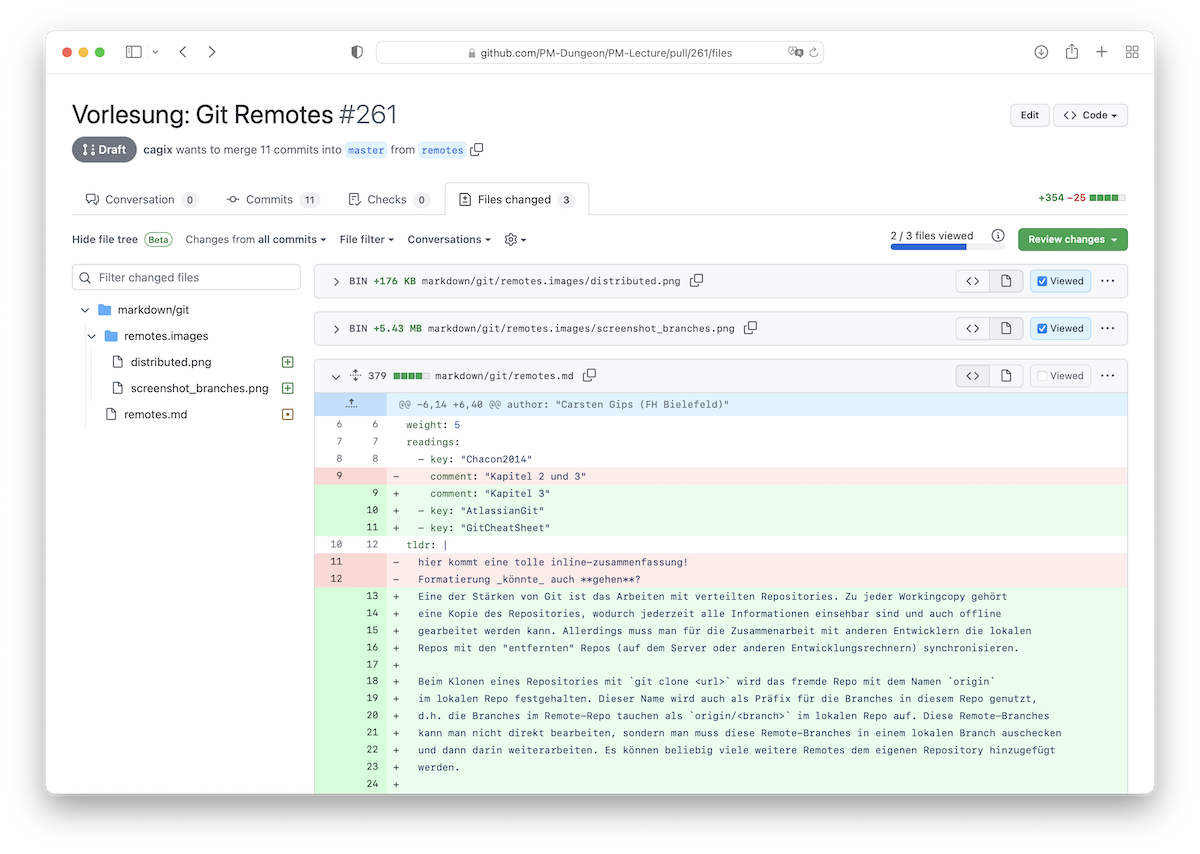 github.com/PM-Dungeon/PM-Lecture/pull/261/files
Vorlesung: Git Remotes #261
Edit
<> Code
Draft
cagix wants to merge 11 commits into master from remotes
Conversation 0
Commits 11
Checks 0
Files changed 3
+354 −25
Hide file tree Beta
Changes from all commits
File filter
Conversations
2 / 3 files viewed
Review changes
Filter changed files
markdown/git
remotes.images
distributed.png
screenshot_branches.png
remotes.md
BIN +176 KB markdown/git/remotes.images/distributed.png
<> Viewed
BIN +5.43 MB markdown/git/remotes.images/screenshot_branches.png
<> Viewed
379 markdown/git/remotes.md
<> Viewed
@@ -6,14 +6,40 @@ author: "Carsten Gips (FH Bielefeld)"
6 6 weight: 5
7 7 readings:
8 8 - key: "Chacon2014"
9 - comment: "Kapitel 2 und 3"
9 + comment: "Kapitel 3"
10 + - key: "AtlassianGit"
11 + - key: "GitCheatSheet"
10 12 tldr: |
11 - hier kommt eine tolle inline-zusammenfassung!
12 - Formatierung _könnte_ auch **gehen**?
13 + Eine der Stärken von Git ist das Arbeiten mit verteilten Repositories. Zu jeder Workingcopy gehört
14 + eine Kopie des Repositories, wodurch jederzeit alle Informationen einsehbar sind und auch offline
15 + gearbeitet werden kann. Allerdings muss man für die Zusammenarbeit mit anderen Entwicklern die lokalen
16 + Repos mit den "entfernten" Repos (auf dem Server oder anderen Entwicklungsrechnern) synchronisieren.
17 +
18 + Beim Klonen eines Repositories mit `git clone <url>` wird das fremde Repo mit dem Namen `origin`
19 + im lokalen Repo festgehalten. Dieser Name wird auch als Präfix für die Branches in diesem Repo genutzt,
20 + d.h. die Branches im Remote-Repo tauchen als `origin/<branch>` im lokalen Repo auf. Diese Remote-Branches
21 + kann man nicht direkt bearbeiten, sondern man muss diese Remote-Branches in einem lokalen Branch auschecken
22 + und dann darin weiterarbeiten. Es können beliebig viele weitere Remotes dem eigenen Repository hinzugefügt
23 + werden.
24 +